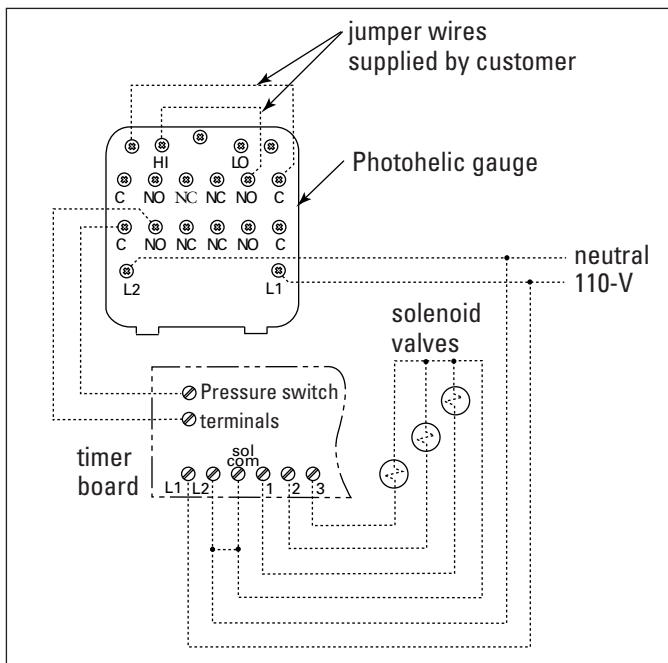 jumper wires
supplied by customer
HI LO
Photohelic gauge
C NO NC NC NO C
C NO NC NC NO C
L2 L1
neutral
110-V
solenoid
valves
Pressure switch
terminals
timer
board
sol
com
L1 L2 1 2 3